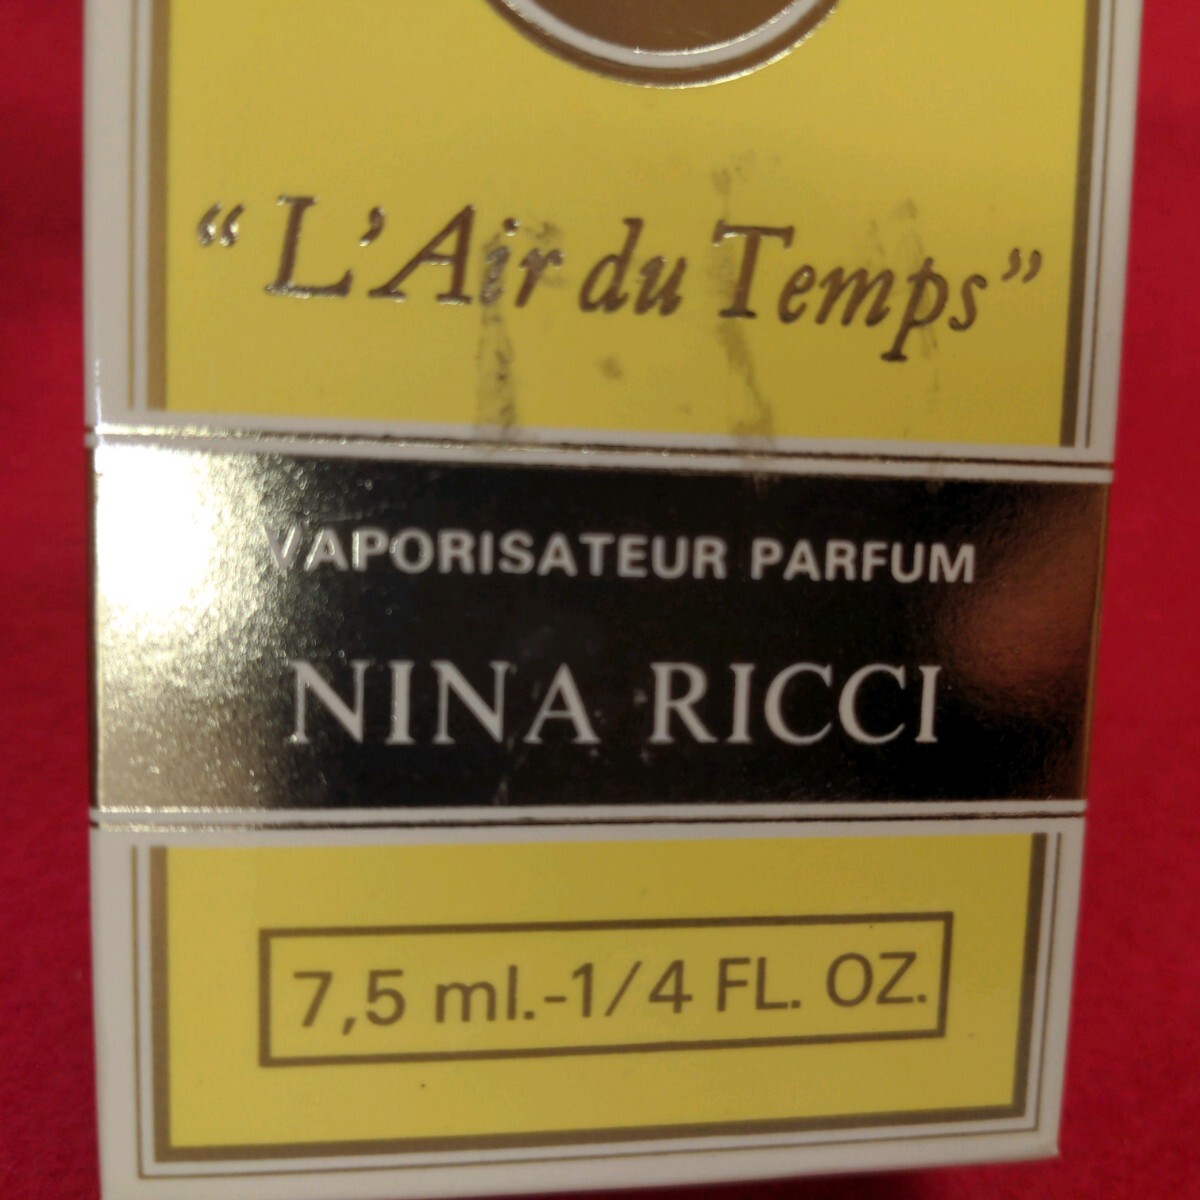 “L’Air du Temps”
VAPORISATEUR PARFUM
NINA RICCI
7,5 ml.-1/4 FL. OZ.